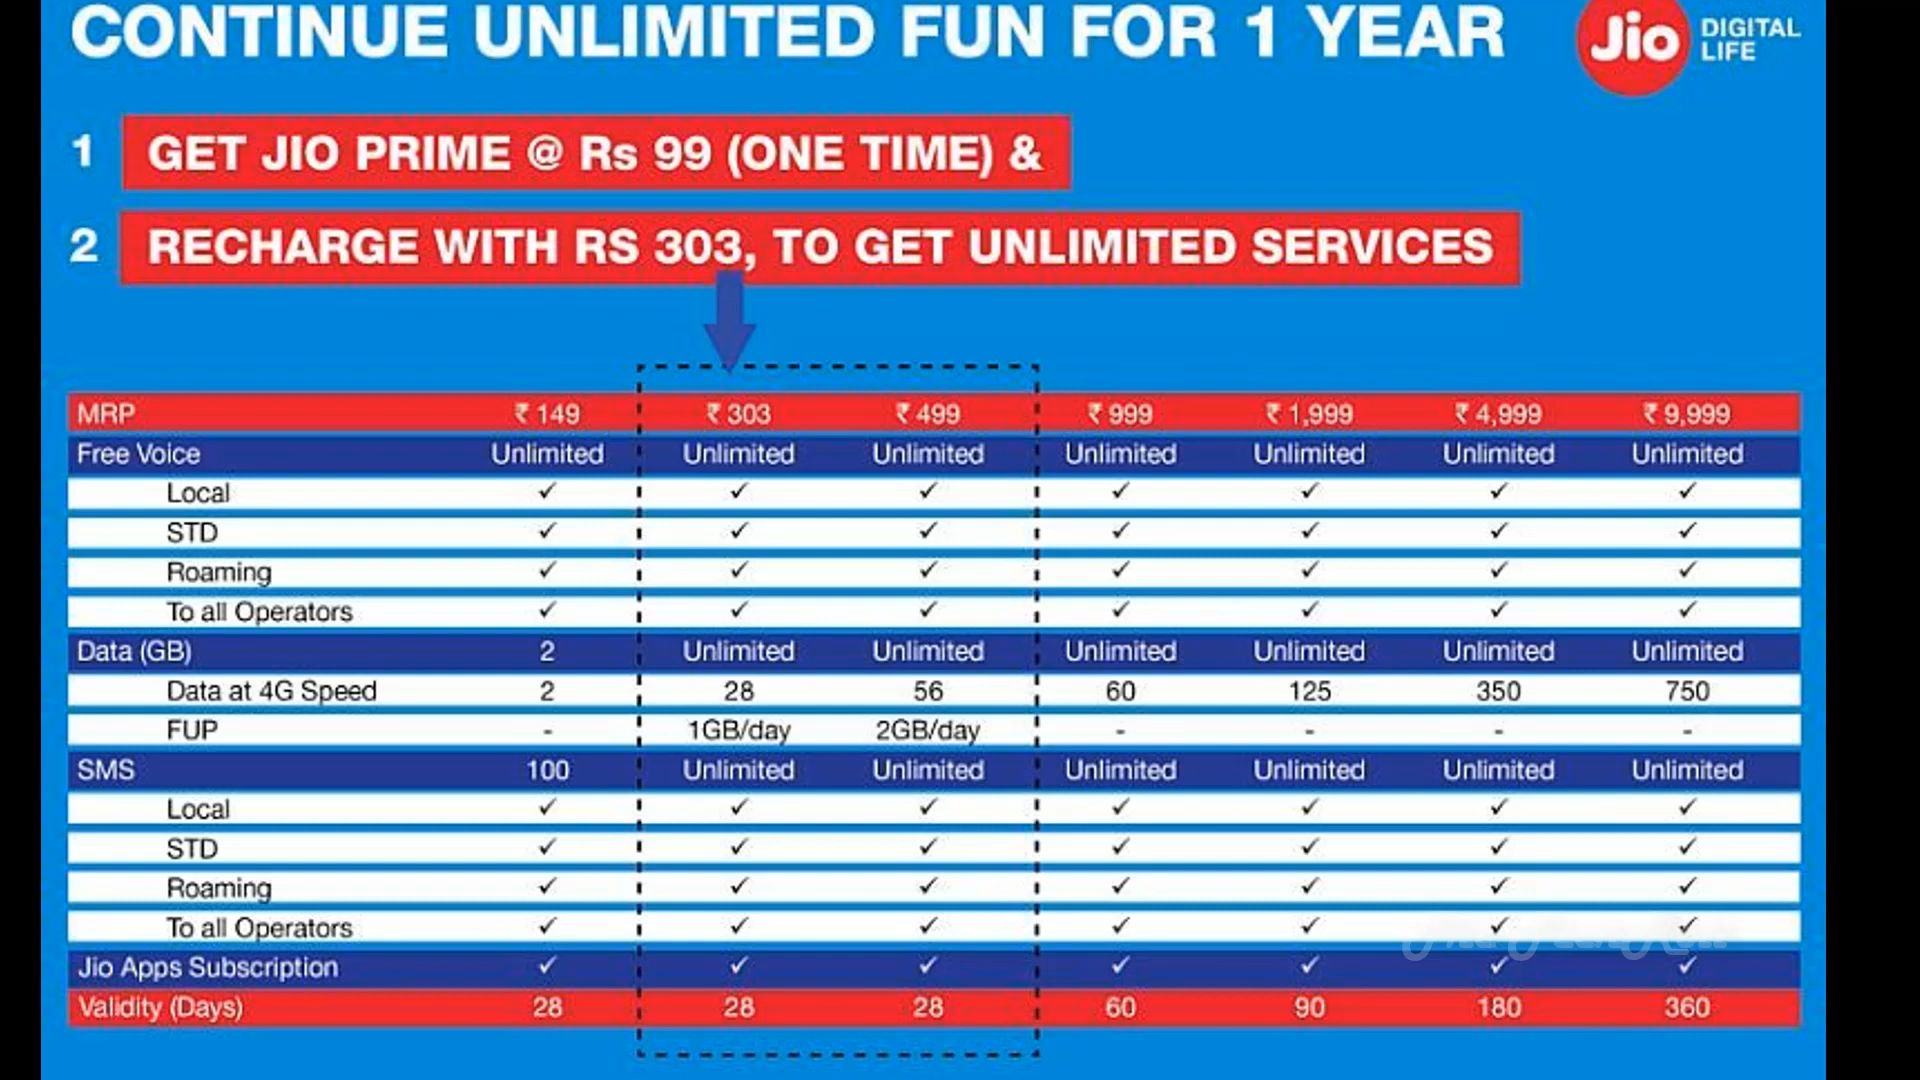 CONTINUE UNLIMITED FUN FOR 1 YEAR
Jio DIGITAL LIFE
1 GET JIO PRIME @ Rs 99 (ONE TIME) &
2 RECHARGE WITH RS 303, TO GET UNLIMITED SERVICES
MRP ₹ 149 ₹ 303 ₹ 499 ₹ 999 ₹ 1,999 ₹ 4,999 ₹ 9,999
Free Voice Unlimited Unlimited Unlimited Unlimited Unlimited Unlimited Unlimited
Local ✓ ✓ ✓ ✓ ✓ ✓ ✓
STD ✓ ✓ ✓ ✓ ✓ ✓ ✓
Roaming ✓ ✓ ✓ ✓ ✓ ✓ ✓
To all Operators ✓ ✓ ✓ ✓ ✓ ✓ ✓
Data (GB) 2 Unlimited Unlimited Unlimited Unlimited Unlimited Unlimited
Data at 4G Speed 2 28 56 60 125 350 750
FUP - 1GB/day 2GB/day - - - -
SMS 100 Unlimited Unlimited Unlimited Unlimited Unlimited Unlimited
Local ✓ ✓ ✓ ✓ ✓ ✓ ✓
STD ✓ ✓ ✓ ✓ ✓ ✓ ✓
Roaming ✓ ✓ ✓ ✓ ✓ ✓ ✓
To all Operators ✓ ✓ ✓ ✓ ✓ ✓ ✓
Jio Apps Subscription ✓ ✓ ✓ ✓ ✓ ✓ ✓
Validity (Days) 28 28 28 60 90 180 360